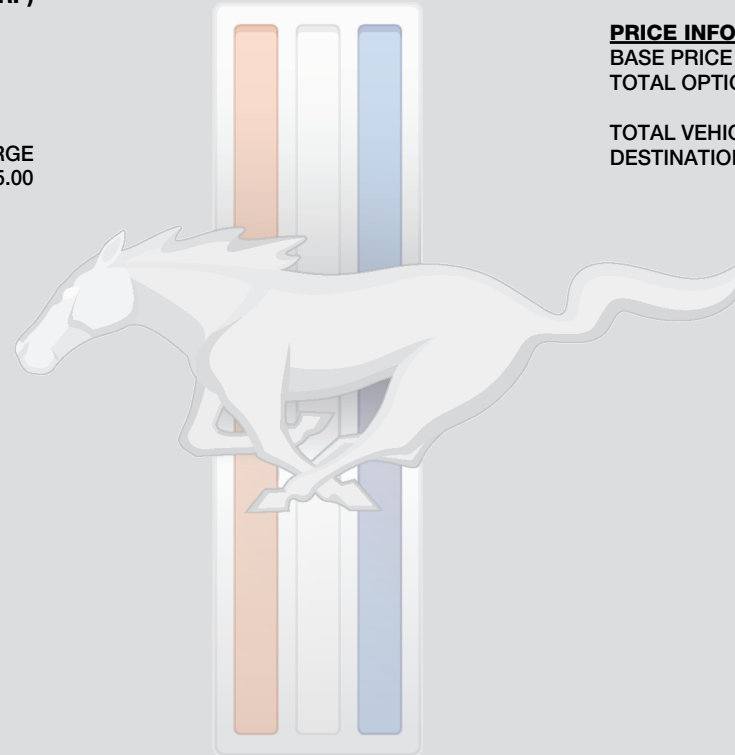 RGE
5.00
PRICE INFO
BASE PRICE
TOTAL OPTIO
TOTAL VEHIC
DESTINATION